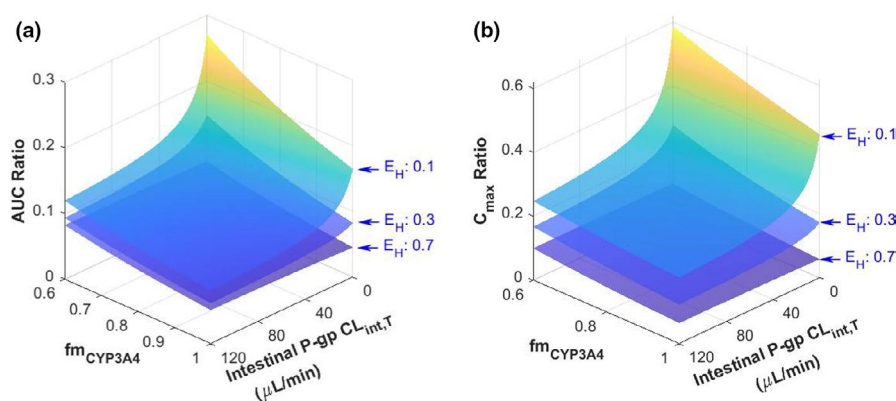 (a)
0.3
0.2
0.1
0
AUC Ratio
0.6
0.7
0.8
0.9
1
fm_CYP3A4
120
80
40
0
Intestinal P-gp CL_int,T
(μL/min)
E_H: 0.1
E_H: 0.3
E_H: 0.7
(b)
0.6
0.4
0.2
0
C_max Ratio
0.6
0.8
1
fm_CYP3A4
120
80
40
0
Intestinal P-gp CL_int,T
(μL/min)
E_H: 0.1
E_H: 0.3
E_H: 0.7